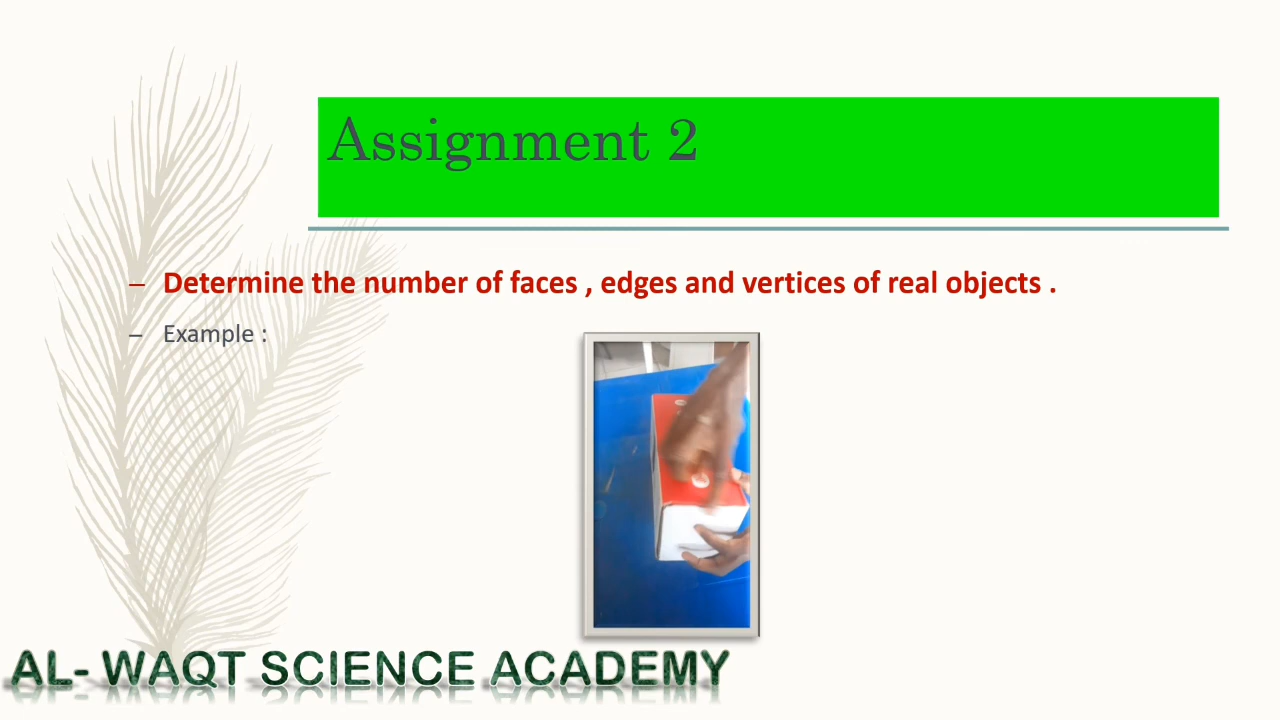 Assignment 2
– Determine the number of faces , edges and vertices of real objects .
– Example :
AL- WAQT SCIENCE ACADEMY